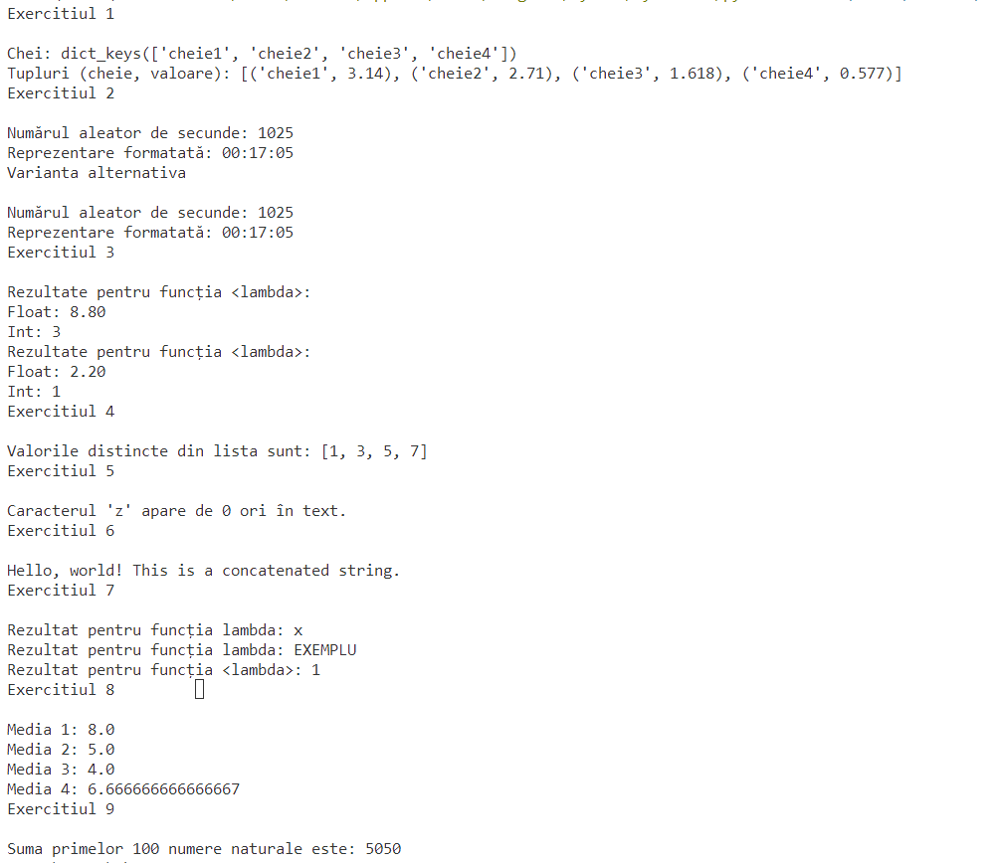 Exercitiul 1
Chei: dict_keys(['cheie1', 'cheie2', 'cheie3', 'cheie4'])
Tupluri (cheie, valoare): [('cheie1', 3.14), ('cheie2', 2.71), ('cheie3', 1.618), ('cheie4', 0.577)]
Exercitiul 2
Numărul aleator de secunde: 1025
Reprezentare formatată: 00:17:05
Varianta alternativa
Numărul aleator de secunde: 1025
Reprezentare formatată: 00:17:05
Exercitiul 3
Rezultate pentru funcția <lambda>:
Float: 8.80
Int: 3
Rezultate pentru funcția <lambda>:
Float: 2.20
Int: 1
Exercitiul 4
Valorile distincte din lista sunt: [1, 3, 5, 7]
Exercitiul 5
Caracterul 'z' apare de 0 ori în text.
Exercitiul 6
Hello, world! This is a concatenated string.
Exercitiul 7
Rezultat pentru funcția lambda: x
Rezultat pentru funcția lambda: EXEMPLU
Rezultat pentru funcția <lambda>: 1
Exercitiul 8
Media 1: 8.0
Media 2: 5.0
Media 3: 4.0
Media 4: 6.666666666666667
Exercitiul 9
Suma primelor 100 numere naturale este: 5050